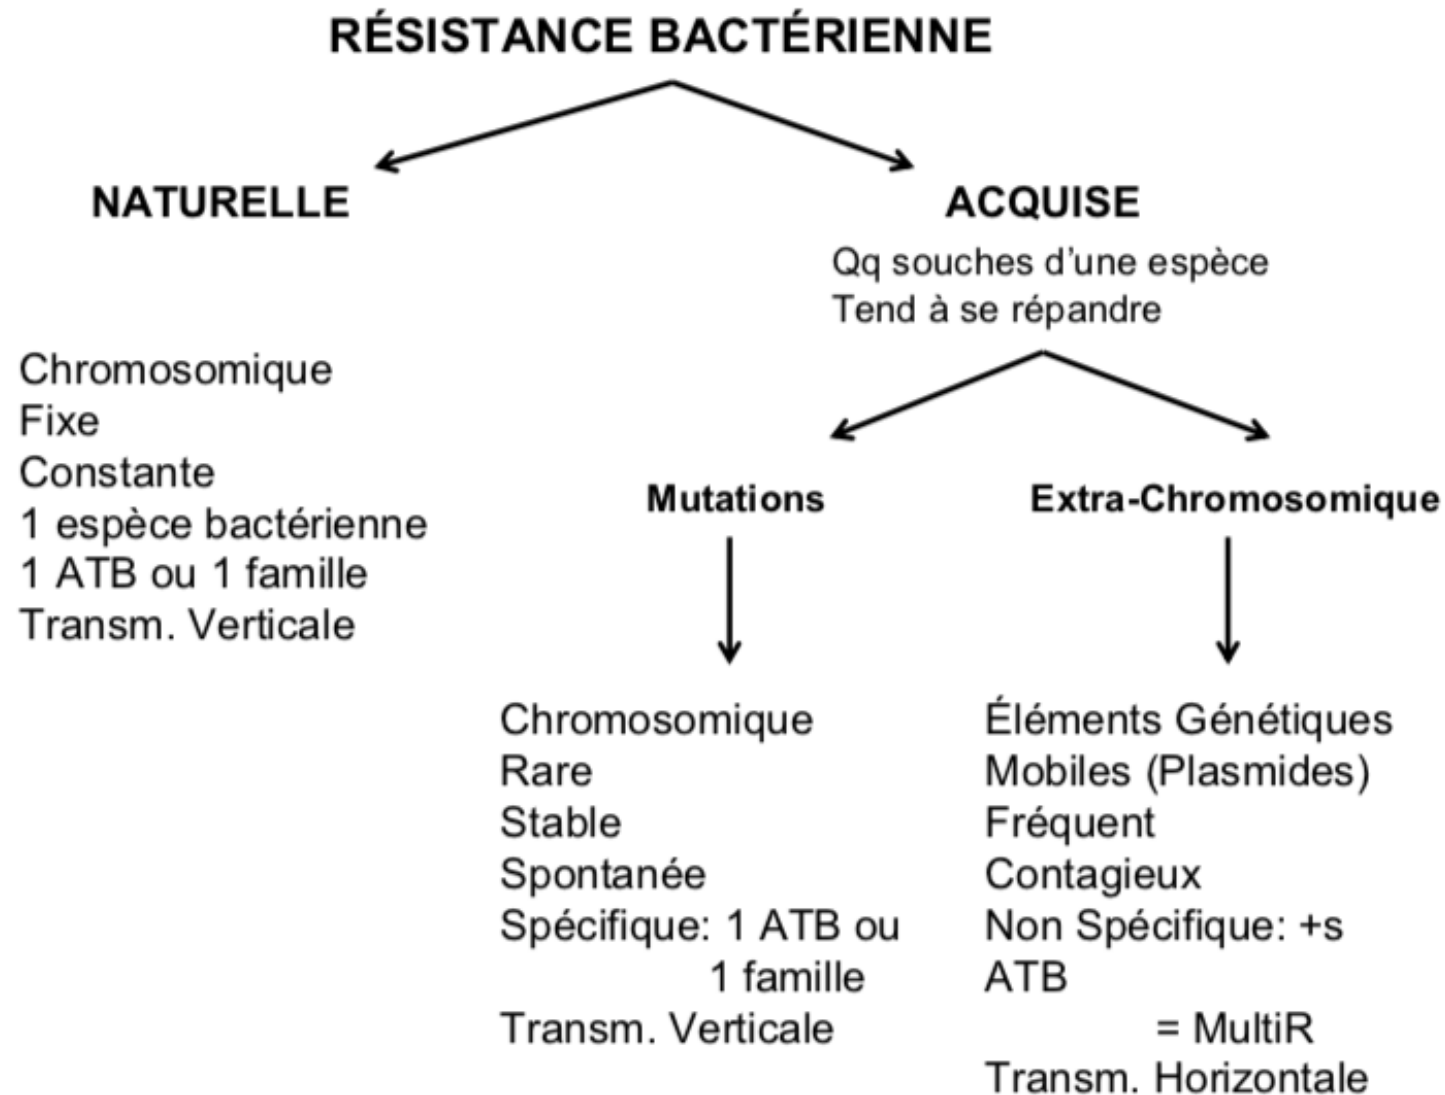 RÉSISTANCE BACTÉRIENNE
NATURELLE
Chromosomique
Fixe
Constante
1 espèce bactérienne
1 ATB ou 1 famille
Transm. Verticale
ACQUISE
Qq souches d'une espèce
Tend à se répandre
Mutations
Chromosomique
Rare
Stable
Spontanée
Spécifique: 1 ATB ou
1 famille
Transm. Verticale
Extra-Chromosomique
Éléments Génétiques
Mobiles (Plasmides)
Fréquent
Contagieux
Non Spécifique: +s
ATB
= MultiR
Transm. Horizontale